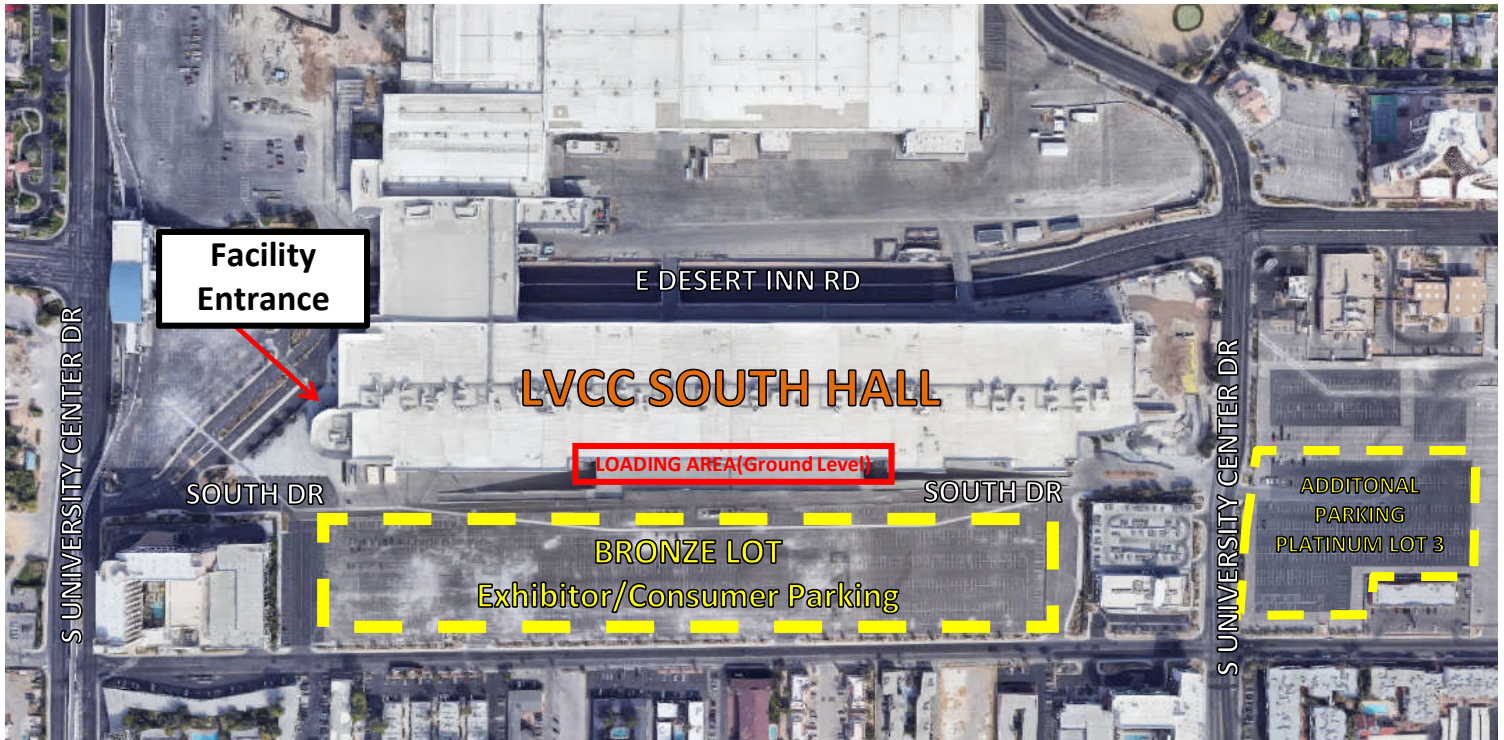 Facility
Entrance
E DESERT INN RD
S UNIVERSITY CENTER DR
LVCC SOUTH HALL
S UNIVERSITY CENTER DR
LOADING AREA(Ground Level)
SOUTH DR
SOUTH DR
ADDITONAL
PARKING
PLATINUM LOT 3
BRONZE LOT
Exhibitor/Consumer Parking